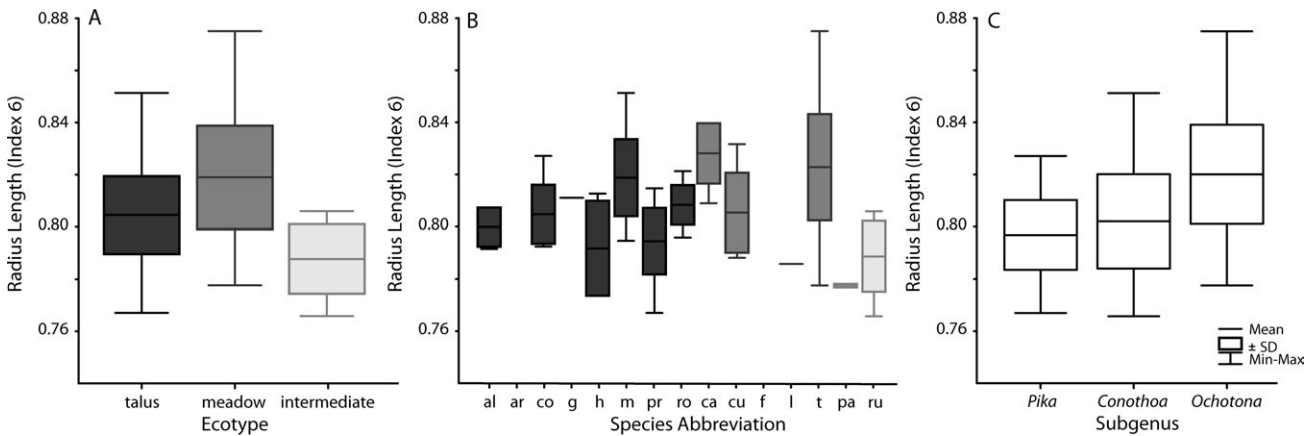 A
Radius Length (Index 6)
0.88
0.84
0.80
0.76
talus meadow intermediate
Ecotype
B
Radius Length (Index 6)
0.88
0.84
0.80
0.76
al ar co g h m pr ro ca cu f l t pa ru
Species Abbreviation
C
Radius Length (Index 6)
0.88
0.84
0.80
0.76
Mean
± SD
Min-Max
Pika Conothoa Ochotona
Subgenus